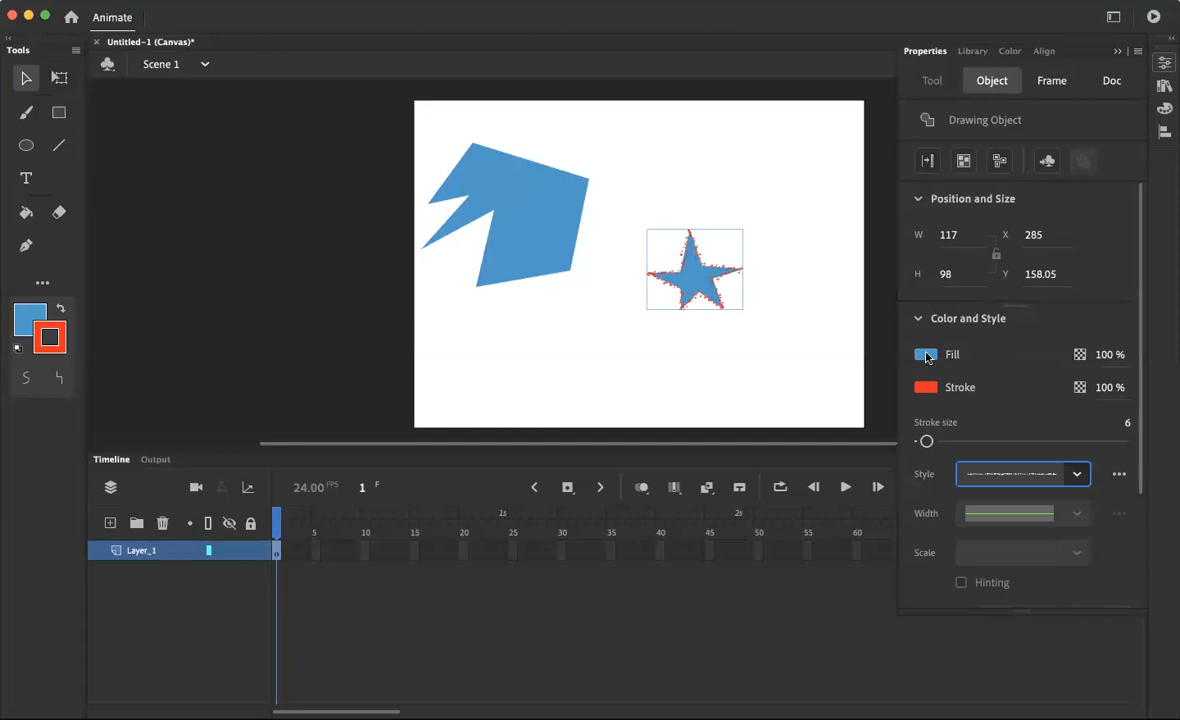 Animate
Untitled-1 (Canvas)*
Tools
Scene 1
T
Properties Library Color Align
Tool Object Frame Doc
Drawing Object
Position and Size
W 117 X 285
H 98 Y 158.05
Color and Style
Fill 100 %
Stroke 100 %
Stroke size 6
Style
Width
Scale
Hinting
Timeline Output
24.00 FPS 1 F
1s 2s
5 10 15 20 25 30 35 40 45 50 55 60
Layer_1